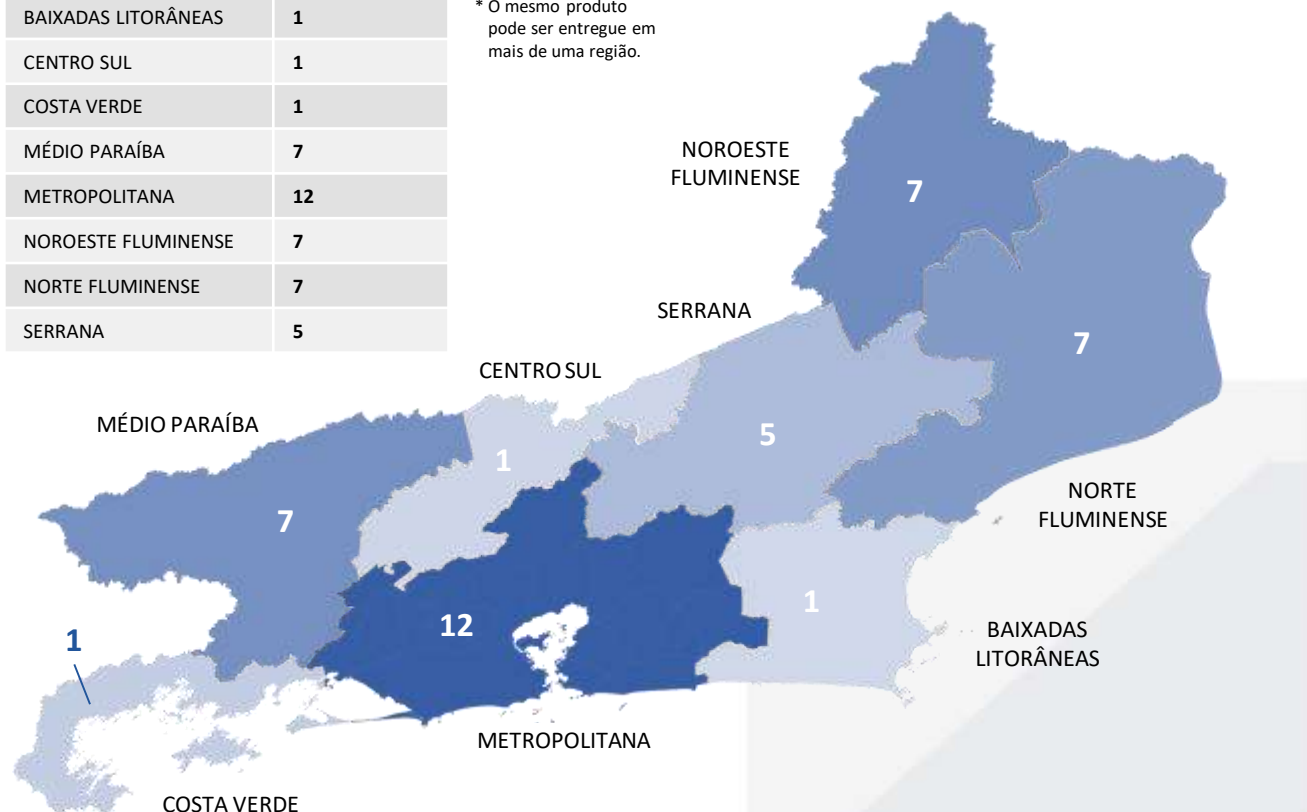 BAIXADAS LITORÂNEAS 1
CENTRO SUL 1
COSTA VERDE 1
MÉDIO PARAÍBA 7
METROPOLITANA 12
NOROESTE FLUMINENSE 7
NORTE FLUMINENSE 7
SERRANA 5
* O mesmo produto
pode ser entregue em
mais de uma região.
NOROESTE
FLUMINENSE
7
SERRANA
7
CENTRO SUL
MÉDIO PARAÍBA
5
1
7
NORTE
FLUMINENSE
1
12
1
BAIXADAS
LITORÂNEAS
METROPOLITANA
COSTA VERDE